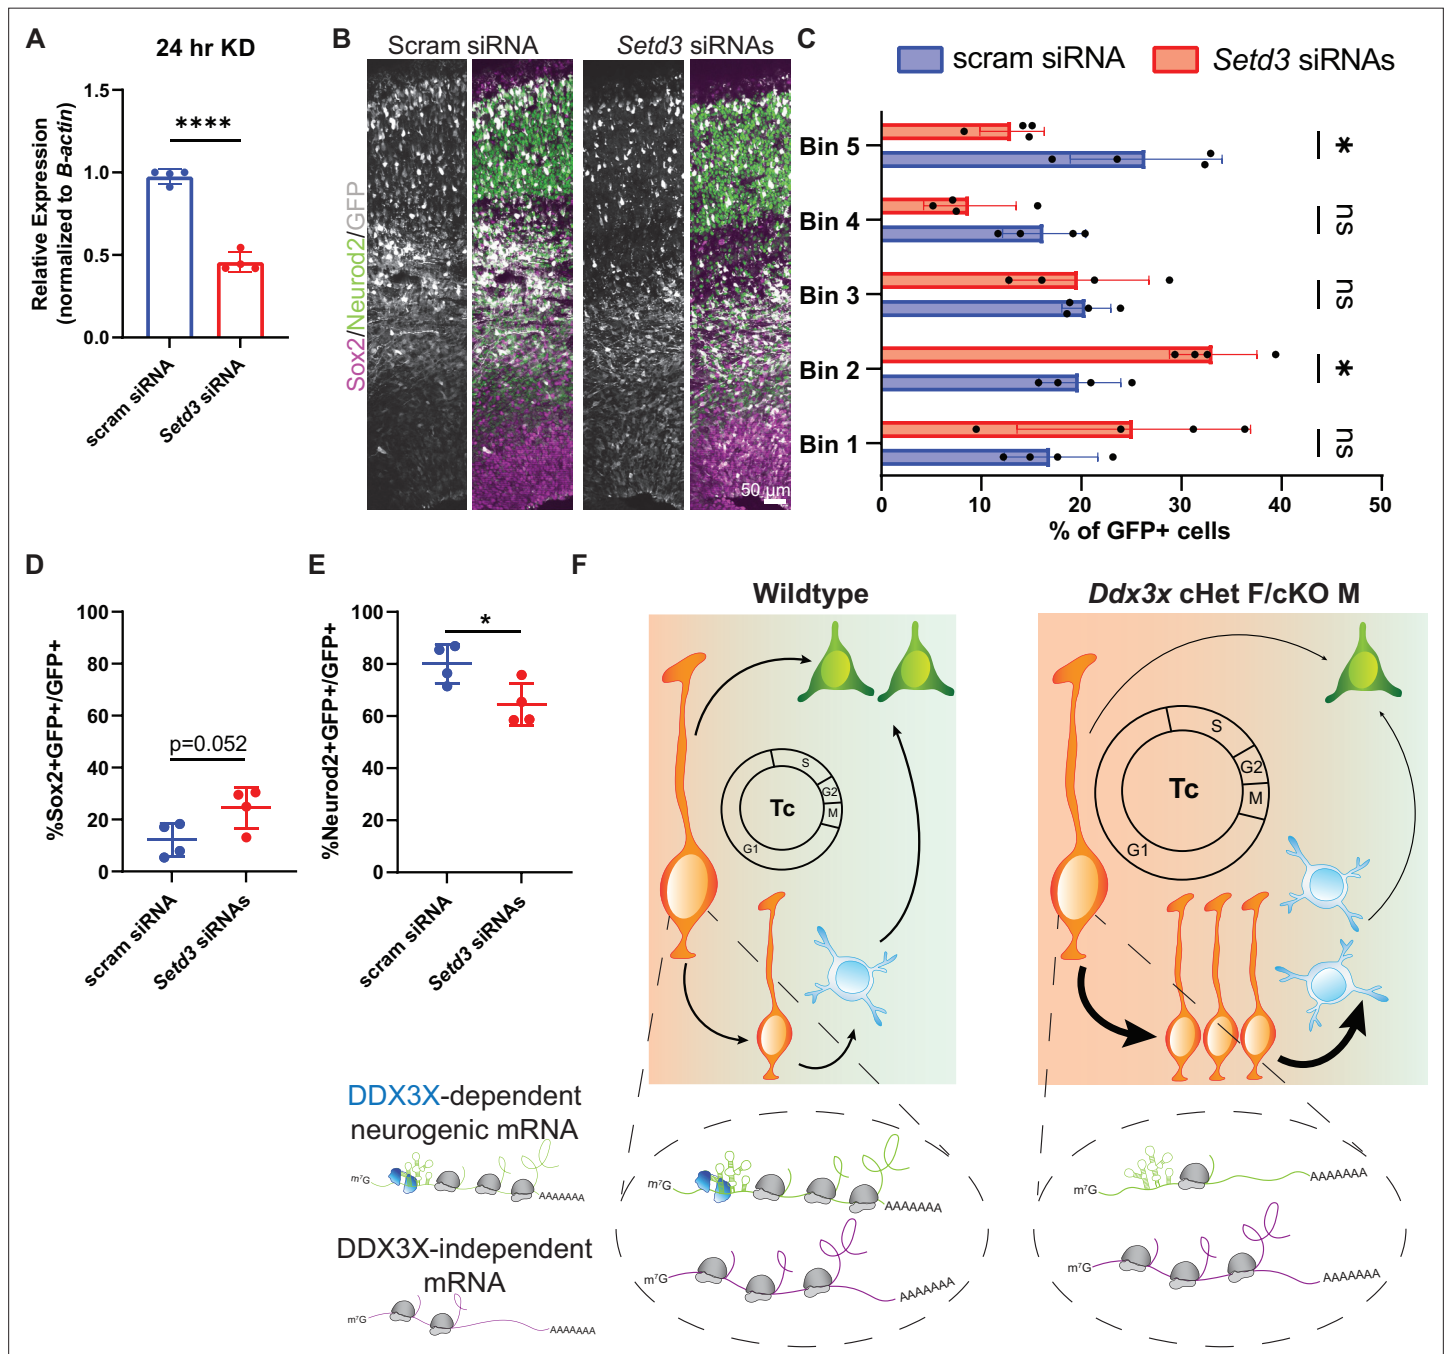 A
24 hr KD
Relative Expression
(normalized to B-actin)
1.5
1.0
0.5
0.0
****
scram siRNA
Setd3 siRNA
B
Scram siRNA
Setd3 siRNAs
Sox2/Neurod2/GFP
50 µm
C
scram siRNA
Setd3 siRNAs
Bin 5
*
Bin 4
ns
Bin 3
ns
Bin 2
*
Bin 1
ns
0
10
20
30
40
50
% of GFP+ cells
D
%Sox2+GFP+/GFP+
100
80
60
40
20
0
p=0.052
scram siRNA
Setd3 siRNAs
E
%Neurod2+GFP+/GFP+
100
80
60
40
20
0
*
scram siRNA
Setd3 siRNAs
F
Wildtype
Ddx3x cHet F/cKO M
S
G2
M
G1
Tc
S
G2
M
G1
Tc
DDX3X-dependent
neurogenic mRNA
m⁷G
AAAAAAA
DDX3X-independent
mRNA
m⁷G
AAAAAAA
m⁷G
AAAAAAA
m⁷G
AAAAAAA
m⁷G
AAAAAAA
m⁷G
AAAAAAA